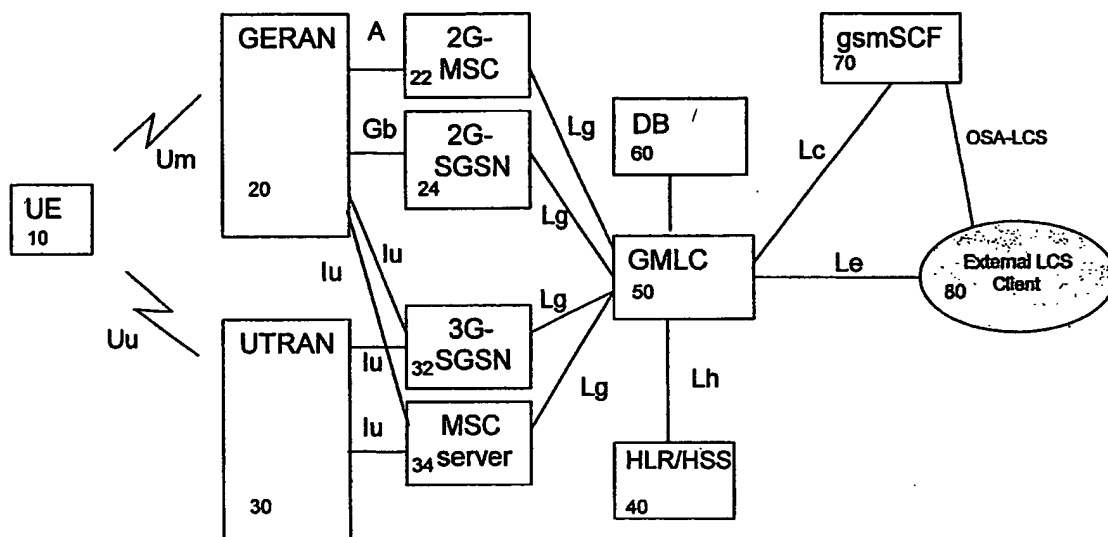 GERAN
20
A
2G-
MSC
22
gsmSCF
70
Um
Gb
2G-
SGSN
24
Lg
DB
60
Lc
OSA-LCS
UE
10
Lg
Iu
Iu
GMLC
50
Le
External LCS
Client
80
Uu
UTRAN
30
Iu
3G-
SGSN
32
Lg
Iu
MSC
server
34
Lg
Lh
HLR/HSS
40